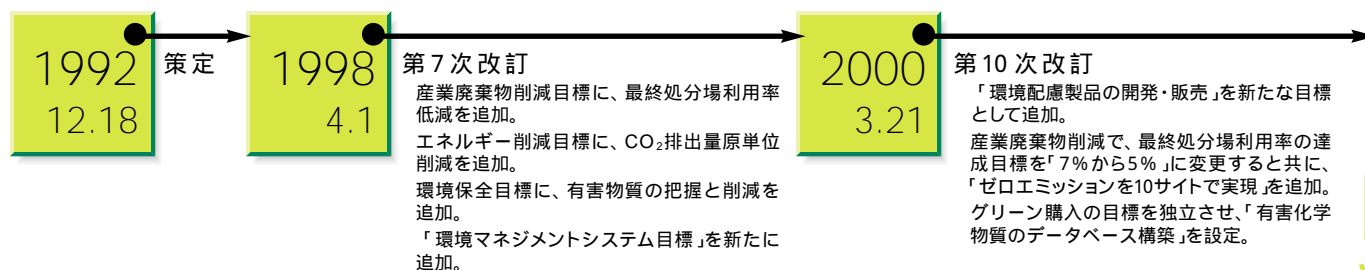 1992
12.18
策定
1998
4.1
第7次改訂
産業廃棄物削減目標に、最終処分場利用率
低減を追加。
エネルギー削減目標に、CO₂排出量原単位
削減を追加。
環境保全目標に、有害物質の把握と削減を
追加。
「環境マネジメントシステム目標」を新たに
追加。
2000
3.21
第10次改訂
「環境配慮製品の開発・販売」を新たな目標
として追加。
産業廃棄物削減で、最終処分場利用率の達
成目標を「7%から5%」に変更すると共に、
「ゼロエミッションを10サイトで実現」を追加。
グリーン購入の目標を独立させ、「有害化学
物質のデータベース構築」を設定。